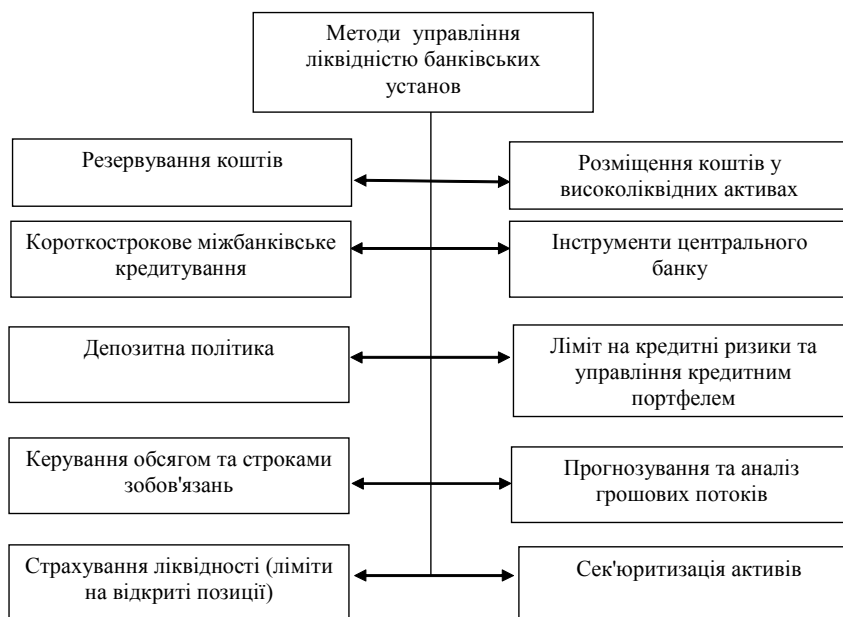 Методи управління
ліквідністю банківських
установ
Резервування коштів
Розміщення коштів у
високоліквідних активах
Короткострокове міжбанківське
кредитування
Інструменти центрального
банку
Депозитна політика
Ліміт на кредитні ризики та
управління кредитним
портфелем
Керування обсягом та строками
зобов'язань
Прогнозування та аналіз
грошових потоків
Страхування ліквідності (ліміти
на відкриті позиції)
Сек'юритизація активів